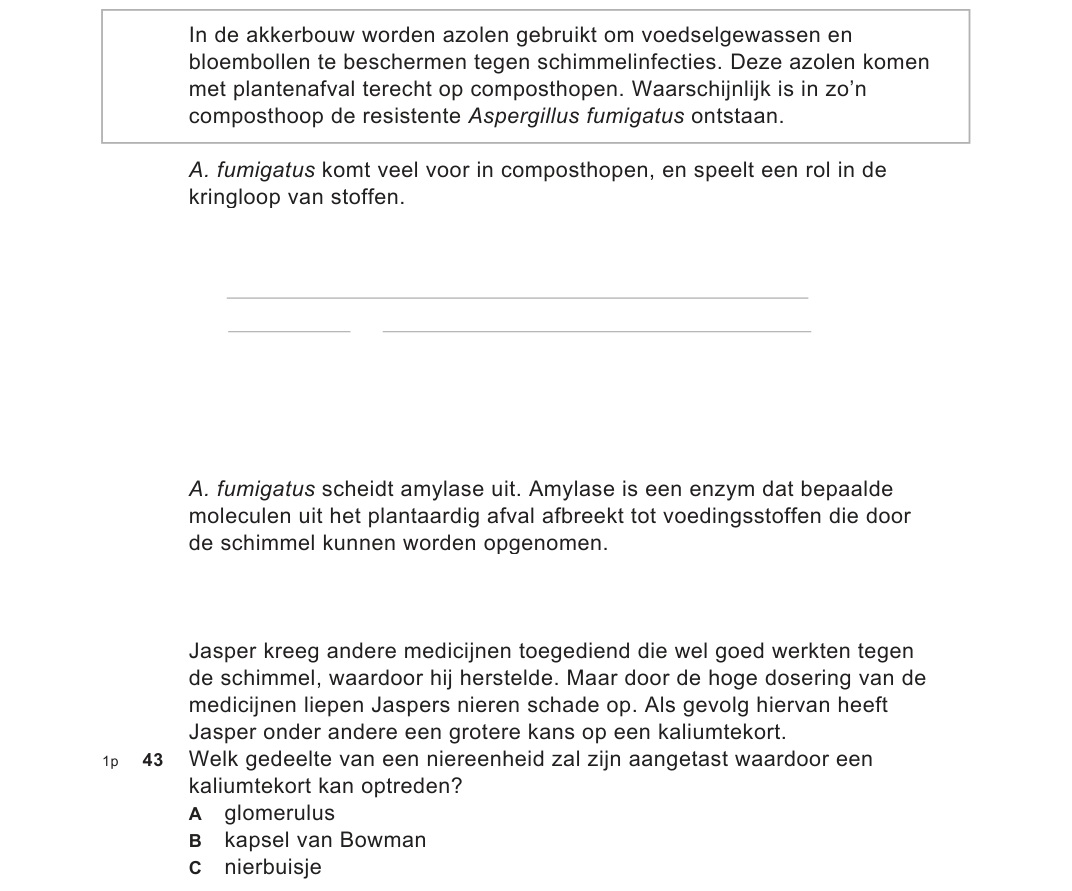 In de akkerbouw worden azolen gebruikt om voedselgewassen en
bloembollen te beschermen tegen schimmelinfecties. Deze azolen komen
met plantenafval terecht op composthopen. Waarschijnlijk is in zo’n
composthoop de resistente Aspergillus fumigatus ontstaan.
A. fumigatus komt veel voor in composthopen, en speelt een rol in de
kringloop van stoffen.
A. fumigatus scheidt amylase uit. Amylase is een enzym dat bepaalde
moleculen uit het plantaardig afval afbreekt tot voedingsstoffen die door
de schimmel kunnen worden opgenomen.
Jasper kreeg andere medicijnen toegediend die wel goed werkten tegen
de schimmel, waardoor hij herstelde. Maar door de hoge dosering van de
medicijnen liepen Jaspers nieren schade op. Als gevolg hiervan heeft
Jasper onder andere een grotere kans op een kaliumtekort.
1p 43 Welk gedeelte van een niereenheid zal zijn aangetast waardoor een
kaliumtekort kan optreden?
A glomerulus
B kapsel van Bowman
C nierbuisje